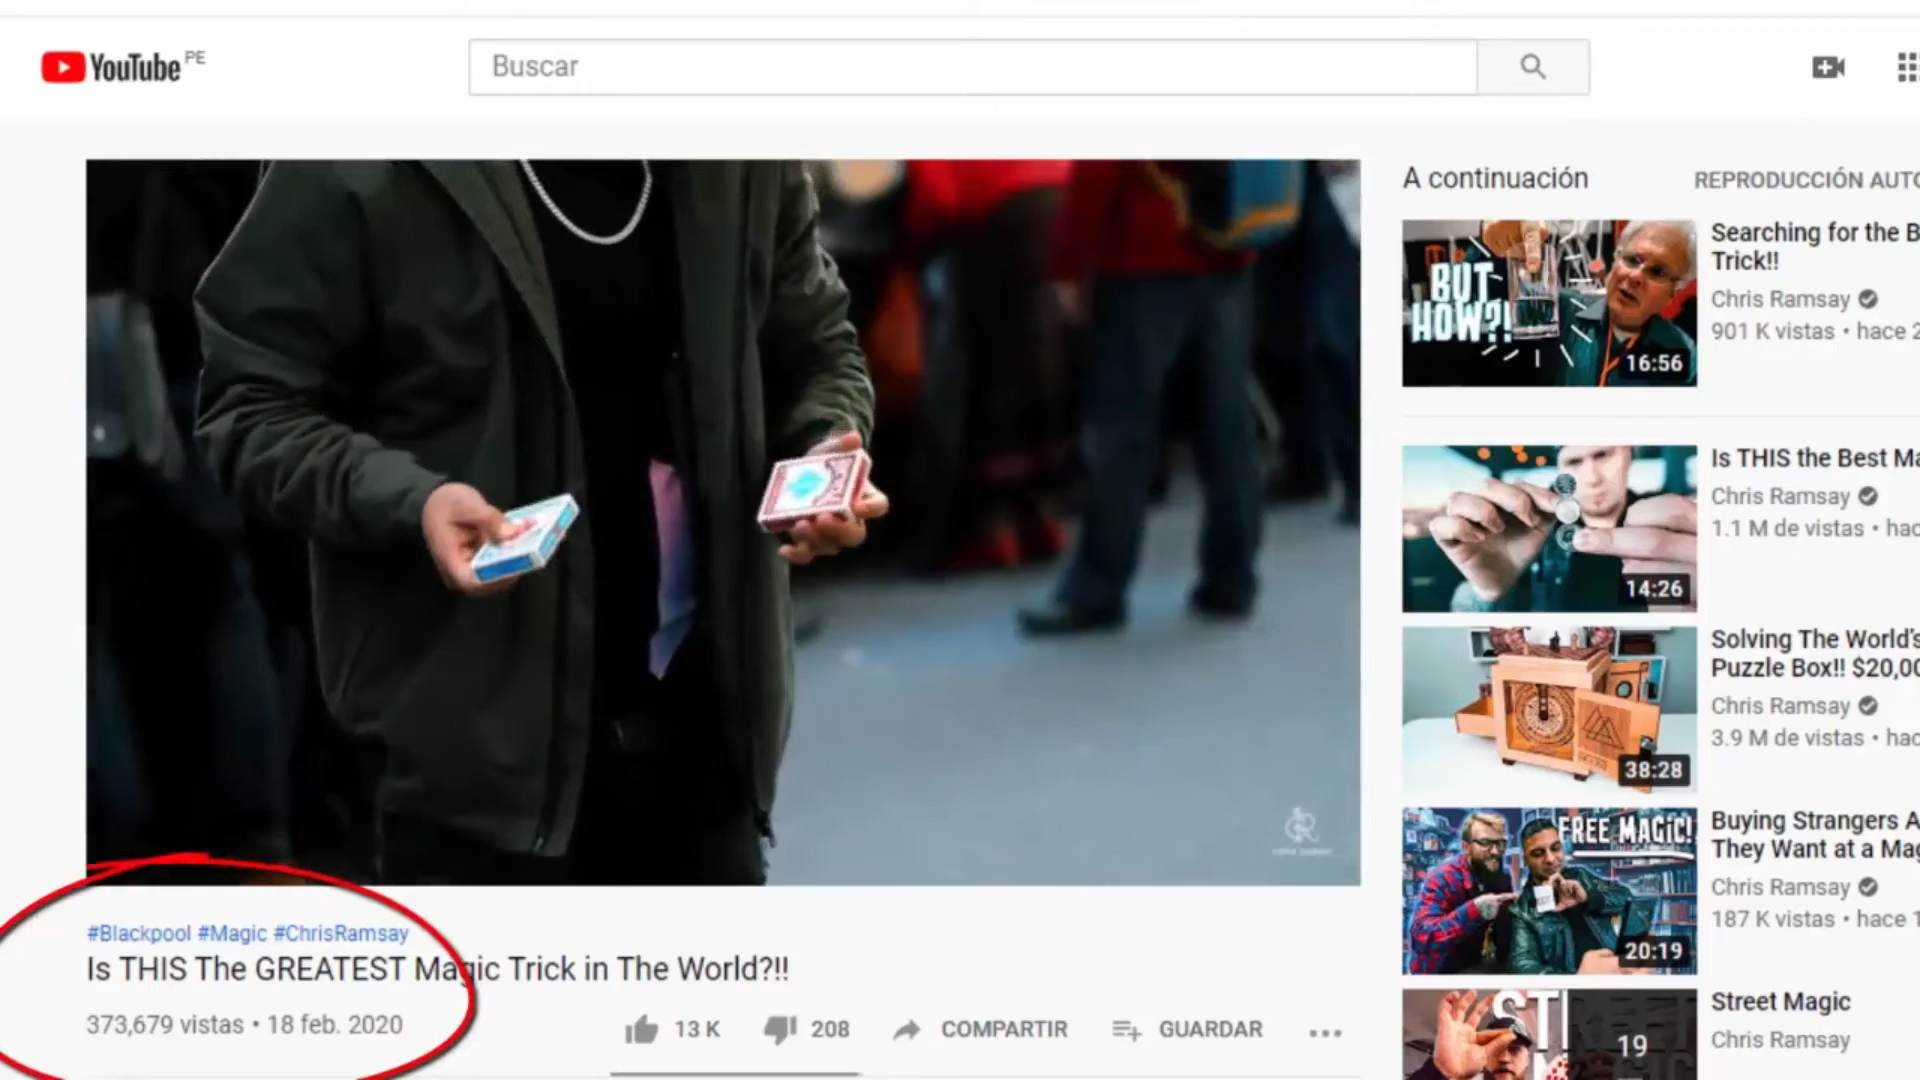 YouTube PE
Buscar
A continuación
REPRODUCCIÓN AUTO
BUT
HOW?!
16:56
Searching for the B
Trick!!
Chris Ramsay
901 K vistas • hace 2
14:26
Is THIS the Best Ma
Chris Ramsay
1.1 M de vistas • hac
38:28
Solving The World's
Puzzle Box!! $20,00
Chris Ramsay
3.9 M de vistas • hac
FREE MAGiC!
20:19
Buying Strangers A
They Want at a Mag
Chris Ramsay
187 K vistas • hace 1
19
Street Magic
Chris Ramsay
#Blackpool #Magic #ChrisRamsay
Is THIS The GREATEST Magic Trick in The World?!!
373,679 vistas • 18 feb. 2020
13 K
208
COMPARTIR
GUARDAR